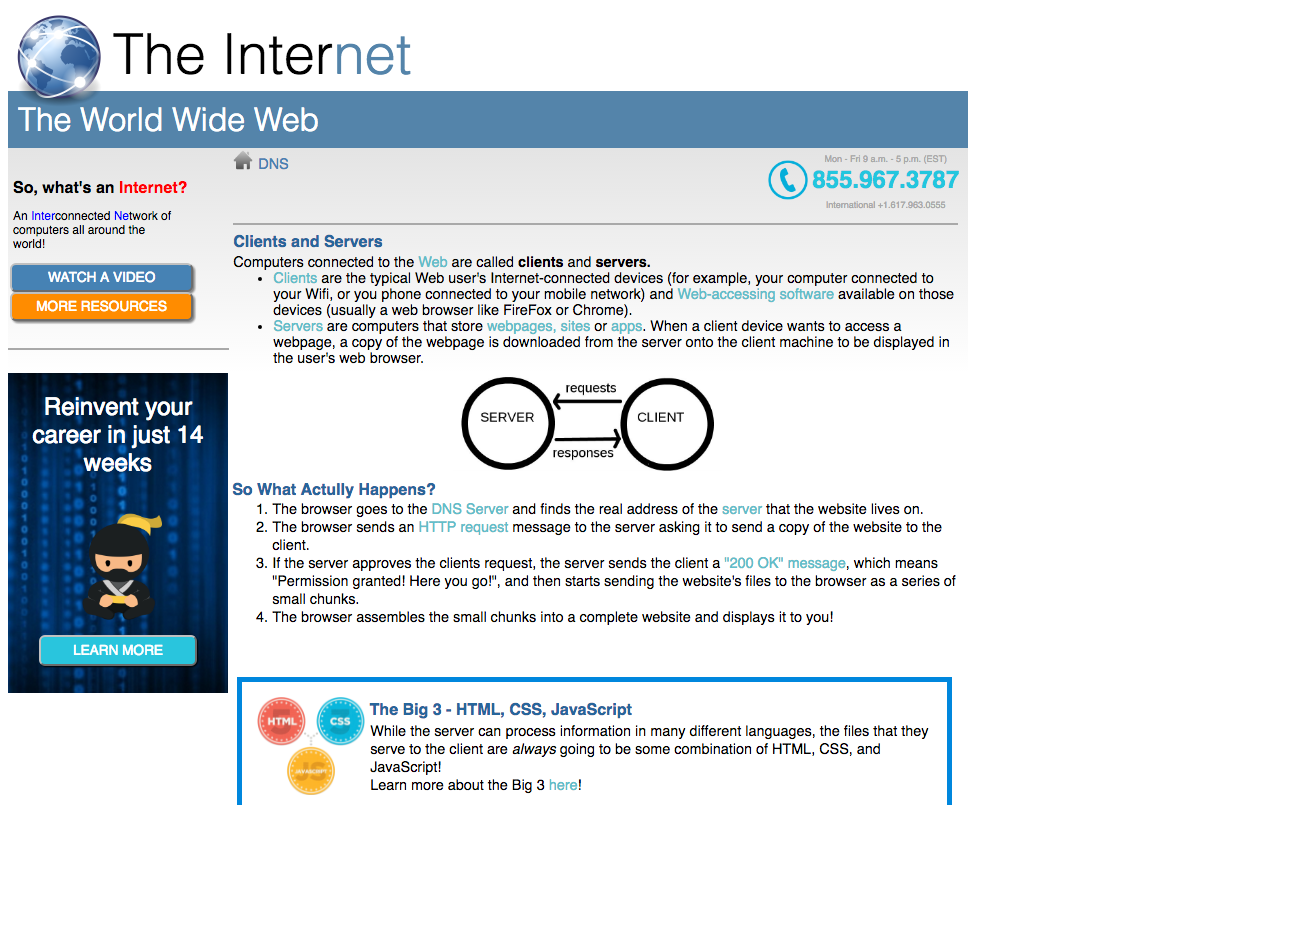 The Internet
The World Wide Web
So, what's an Internet?
An Interconnected Network of
computers all around the
world!
WATCH A VIDEO
MORE RESOURCES
Reinvent your
career in just 14
weeks
LEARN MORE
DNS
Mon - Fri 9 a.m. - 5 p.m. (EST)
855.967.3787
International +1.617.963.0555
Clients and Servers
Computers connected to the Web are called clients and servers.
• Clients are the typical Web user's Internet-connected devices (for example, your computer connected to
your Wifi, or you phone connected to your mobile network) and Web-accessing software available on those
devices (usually a web browser like FireFox or Chrome).
• Servers are computers that store webpages, sites or apps. When a client device wants to access a
webpage, a copy of the webpage is downloaded from the server onto the client machine to be displayed in
the user's web browser.
requests
SERVER
CLIENT
responses
So What Actully Happens?
1. The browser goes to the DNS Server and finds the real address of the server that the website lives on.
2. The browser sends an HTTP request message to the server asking it to send a copy of the website to the
client.
3. If the server approves the clients request, the server sends the client a "200 OK" message, which means
"Permission granted! Here you go!", and then starts sending the website's files to the browser as a series of
small chunks.
4. The browser assembles the small chunks into a complete website and displays it to you!
HTML
CSS
JAVASCRIPT
The Big 3 - HTML, CSS, JavaScript
While the server can process information in many different languages, the files that they
serve to the client are always going to be some combination of HTML, CSS, and
JavaScript!
Learn more about the Big 3 here!